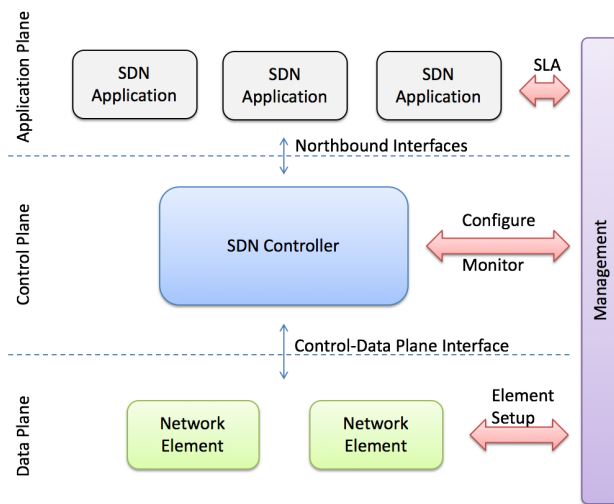 Application Plane
SDN
Application
SDN
Application
SDN
Application
SLA
Northbound Interfaces
Control Plane
SDN Controller
Configure
Monitor
Management
Control-Data Plane Interface
Data Plane
Network
Element
Network
Element
Element
Setup